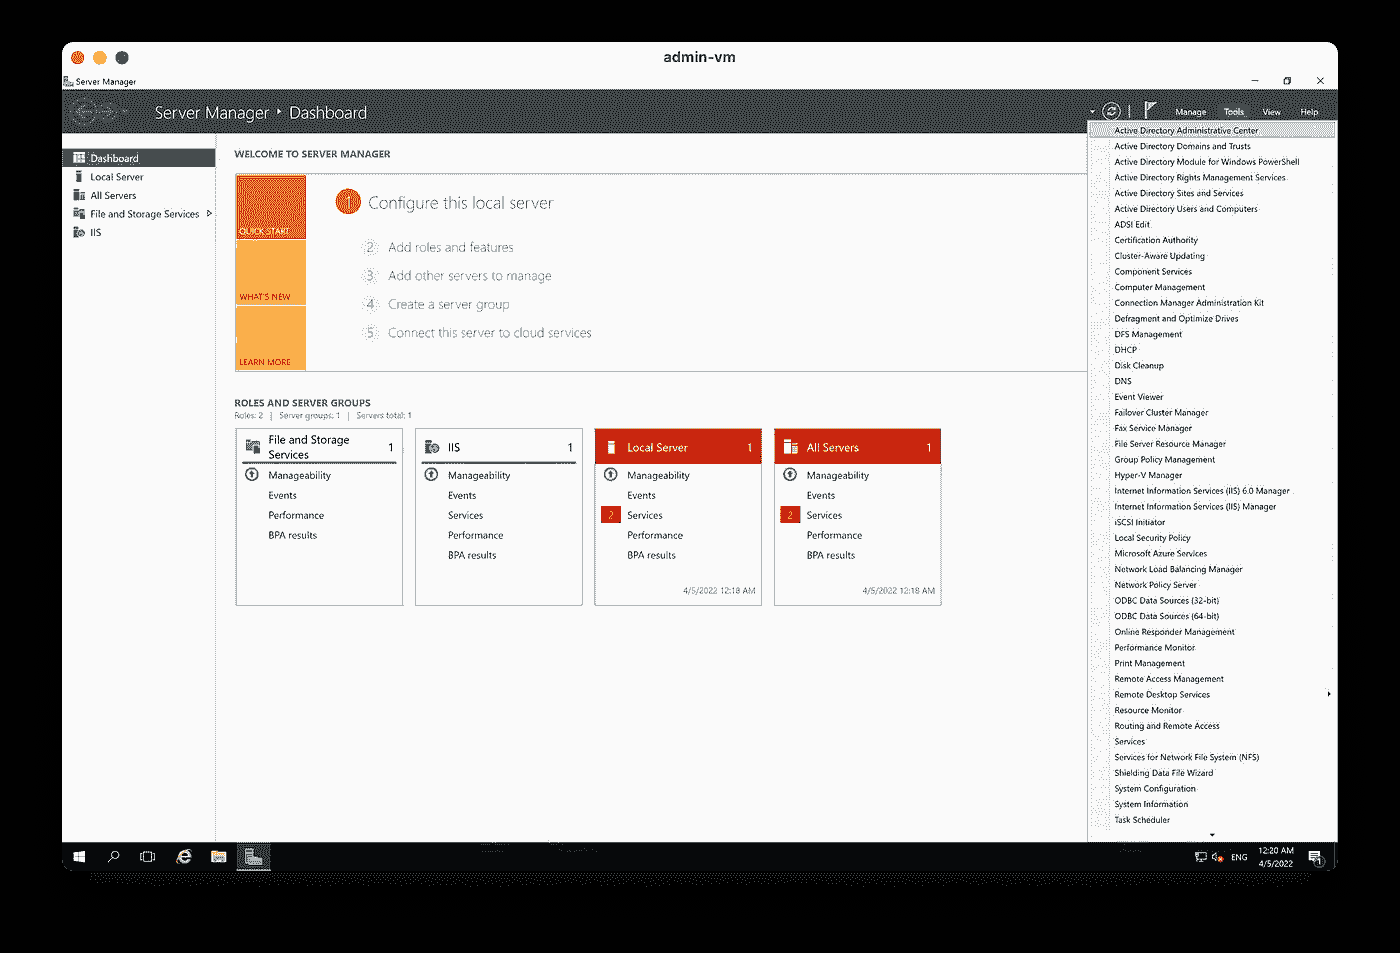 admin-vm
Server Manager
Server Manager ‣ Dashboard
Manage
Tools
View
Help
Dashboard
Local Server
All Servers
File and Storage Services
IIS
WELCOME TO SERVER MANAGER
QUICK START
WHAT'S NEW
LEARN MORE
1 Configure this local server
2 Add roles and features
3 Add other servers to manage
4 Create a server group
5 Connect this server to cloud services
ROLES AND SERVER GROUPS
Roles: 2 | Server groups: 1 | Servers total: 1
File and Storage Services 1
Manageability
Events
Performance
BPA results
IIS 1
Manageability
Events
Services
Performance
BPA results
Local Server 1
Manageability
Events
2 Services
Performance
BPA results
4/5/2022 12:18 AM
All Servers 1
Manageability
Events
2 Services
Performance
BPA results
4/5/2022 12:18 AM
Active Directory Administrative Center
Active Directory Domains and Trusts
Active Directory Module for Windows PowerShell
Active Directory Rights Management Services
Active Directory Sites and Services
Active Directory Users and Computers
ADSI Edit
Certification Authority
Cluster-Aware Updating
Component Services
Computer Management
Connection Manager Administration Kit
Defragment and Optimize Drives
DFS Management
DHCP
Disk Cleanup
DNS
Event Viewer
Failover Cluster Manager
Fax Service Manager
File Server Resource Manager
Group Policy Management
Hyper-V Manager
Internet Information Services (IIS) 6.0 Manager
Internet Information Services (IIS) Manager
iSCSI Initiator
Local Security Policy
Microsoft Azure Services
Network Load Balancing Manager
Network Policy Server
ODBC Data Sources (32-bit)
ODBC Data Sources (64-bit)
Online Responder Management
Performance Monitor
Print Management
Remote Access Management
Remote Desktop Services
Resource Monitor
Routing and Remote Access
Services
Services for Network File System (NFS)
Shielding Data File Wizard
System Configuration
System Information
Task Scheduler
ENG
12:20 AM
4/5/2022
1